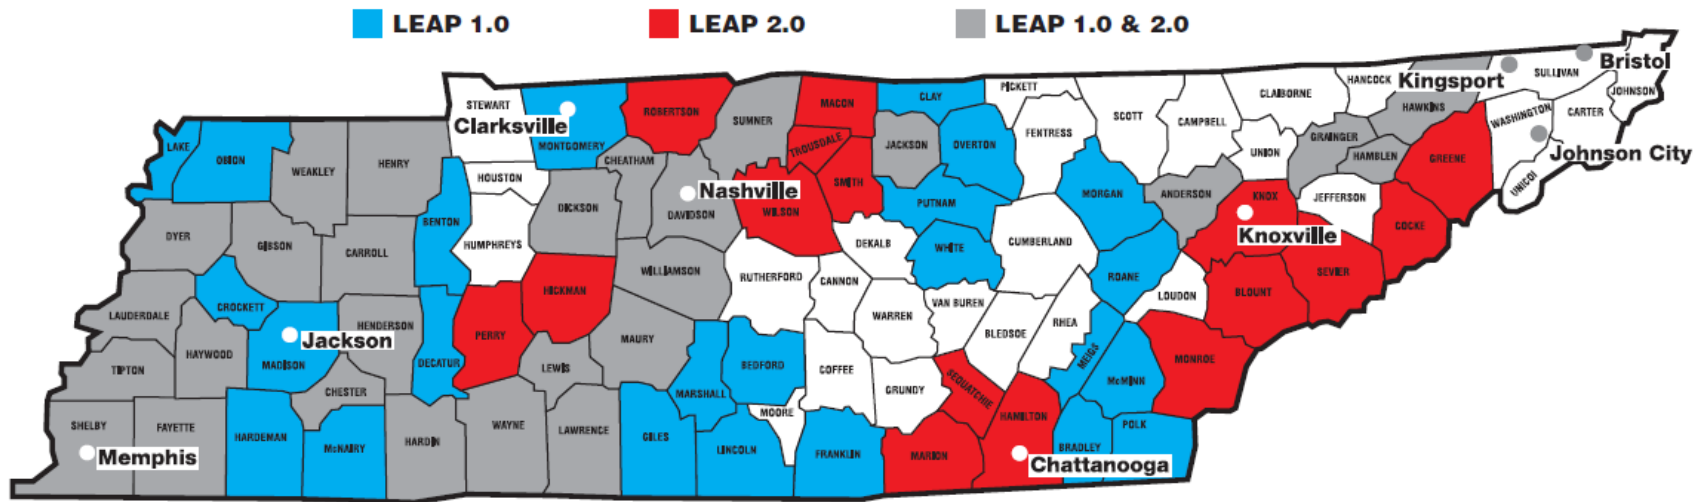 LEAP 1.0
LEAP 2.0
LEAP 1.0 & 2.0
Bristol
Kingsport
SULLIVAN
HANCOCK
JOHNSON
PICKETT
CLAIBORNE
STEWART
Clarksville
MONTGOMERY
ROBERTSON
SUMNER
MACON
CLAY
SCOTT
CAMPBELL
HAWKINS
WASHINGTON
CARTER
LAKE
OBION
WEAKLEY
HENRY
CHEATHAM
TROUSDALE
JACKSON
OVERTON
FENTRESS
UNION
GRAINGER
HAMBLEN
GREENE
Johnson City
UNICOI
HOUSTON
Nashville
DAVIDSON
WILSON
SMITH
PUTNAM
MORGAN
ANDERSON
KNOX
Knoxville
JEFFERSON
COCKE
DYER
GIBSON
CARROLL
BENTON
HUMPHREYS
DICKSON
WILLIAMSON
RUTHERFORD
DEKALB
WHITE
CUMBERLAND
ROANE
SEVIER
LOUDON
BLOUNT
LAUDERDALE
CROCKETT
HICKMAN
CANNON
WARREN
VAN BUREN
BLEDSOE
RHEA
HAYWOOD
Jackson
MADISON
HENDERSON
DECATUR
PERRY
LEWIS
MAURY
BEDFORD
COFFEE
GRUNDY
SEQUATCHIE
MEIGS
McMINN
MONROE
TIPTON
CHESTER
MARSHALL
MOORE
HAMILTON
SHELBY
Memphis
FAYETTE
HARDEMAN
McNAIRY
HARDIN
WAYNE
LAWRENCE
GILES
LINCOLN
FRANKLIN
MARION
Chattanooga
BRADLEY
POLK